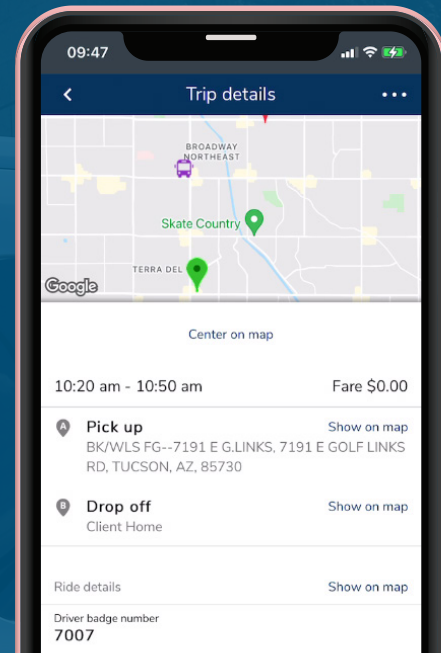 09:47
Trip details
BROADWAY
NORTHEAST
Skate Country
TERRA DEL
Google
Center on map
10:20 am - 10:50 am
Fare $0.00
A
Pick up
Show on map
BK/WLS FG--7191 E G.LINKS, 7191 E GOLF LINKS
RD, TUCSON, AZ, 85730
B
Drop off
Show on map
Client Home
Ride details
Show on map
Driver badge number
7007